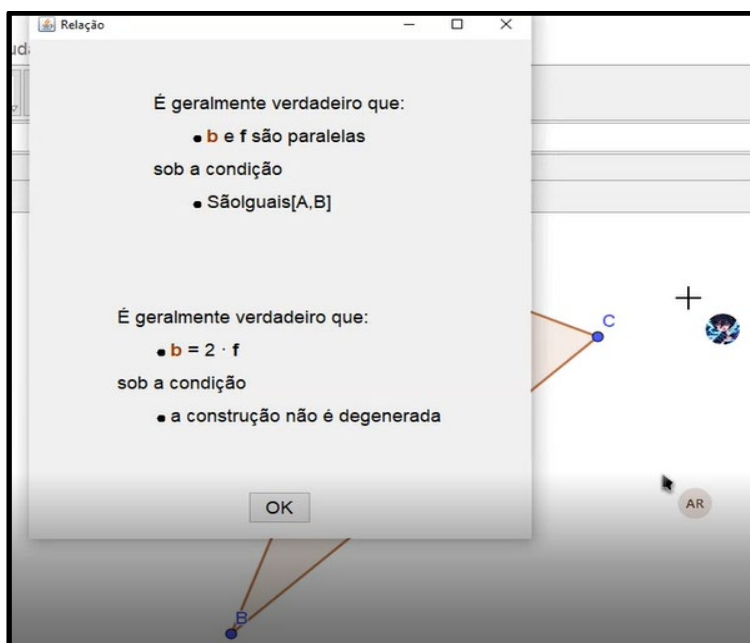 Relação
uda
É geralmente verdadeiro que:
• b e f são paralelas
sob a condição
• SãoIguais[A,B]
É geralmente verdadeiro que:
• b = 2 · f
sob a condição
• a construção não é degenerada
OK
C
AR
B